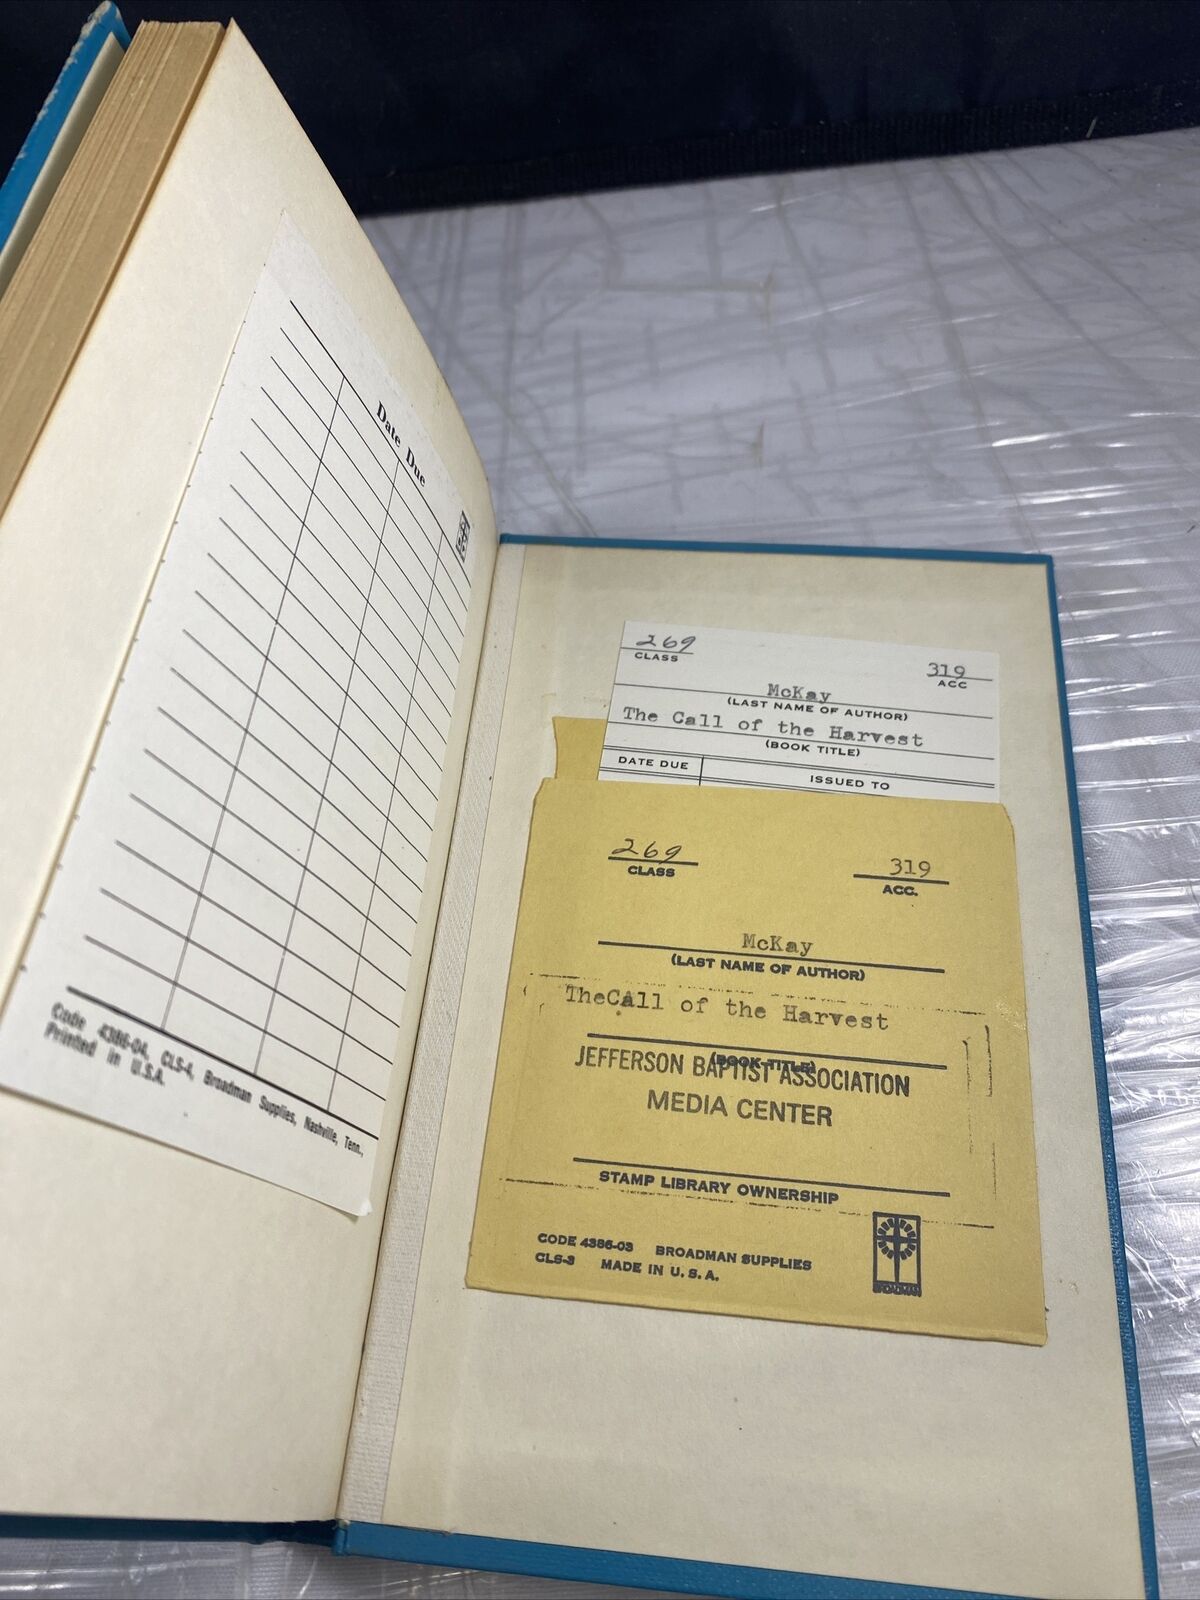 Date Due
Code 4386-04, CLS-4, Broadman Supplies, Nashville, Tenn.,
Printed in U.S.A.
269
CLASS
319
ACC
McKay
(LAST NAME OF AUTHOR)
The Call of the Harvest
(BOOK TITLE)
DATE DUE
ISSUED TO
269
CLASS
319
ACC.
McKay
(LAST NAME OF AUTHOR)
TheCall of the Harvest
(BOOK TITLE)
JEFFERSON BAPTIST ASSOCIATION
MEDIA CENTER
STAMP LIBRARY OWNERSHIP
CODE 4386-03 BROADMAN SUPPLIES
CLS-3 MADE IN U. S. A.
BROADMAN